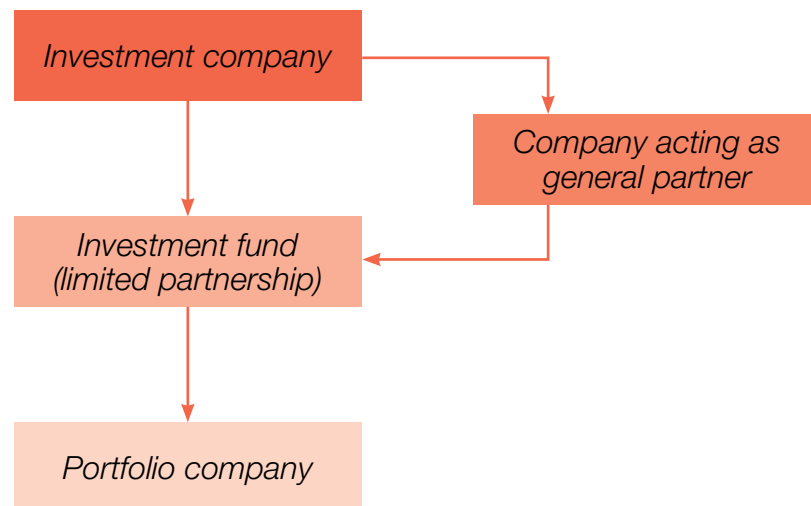 Investment company
Company acting as
general partner
Investment fund
(limited partnership)
Portfolio company